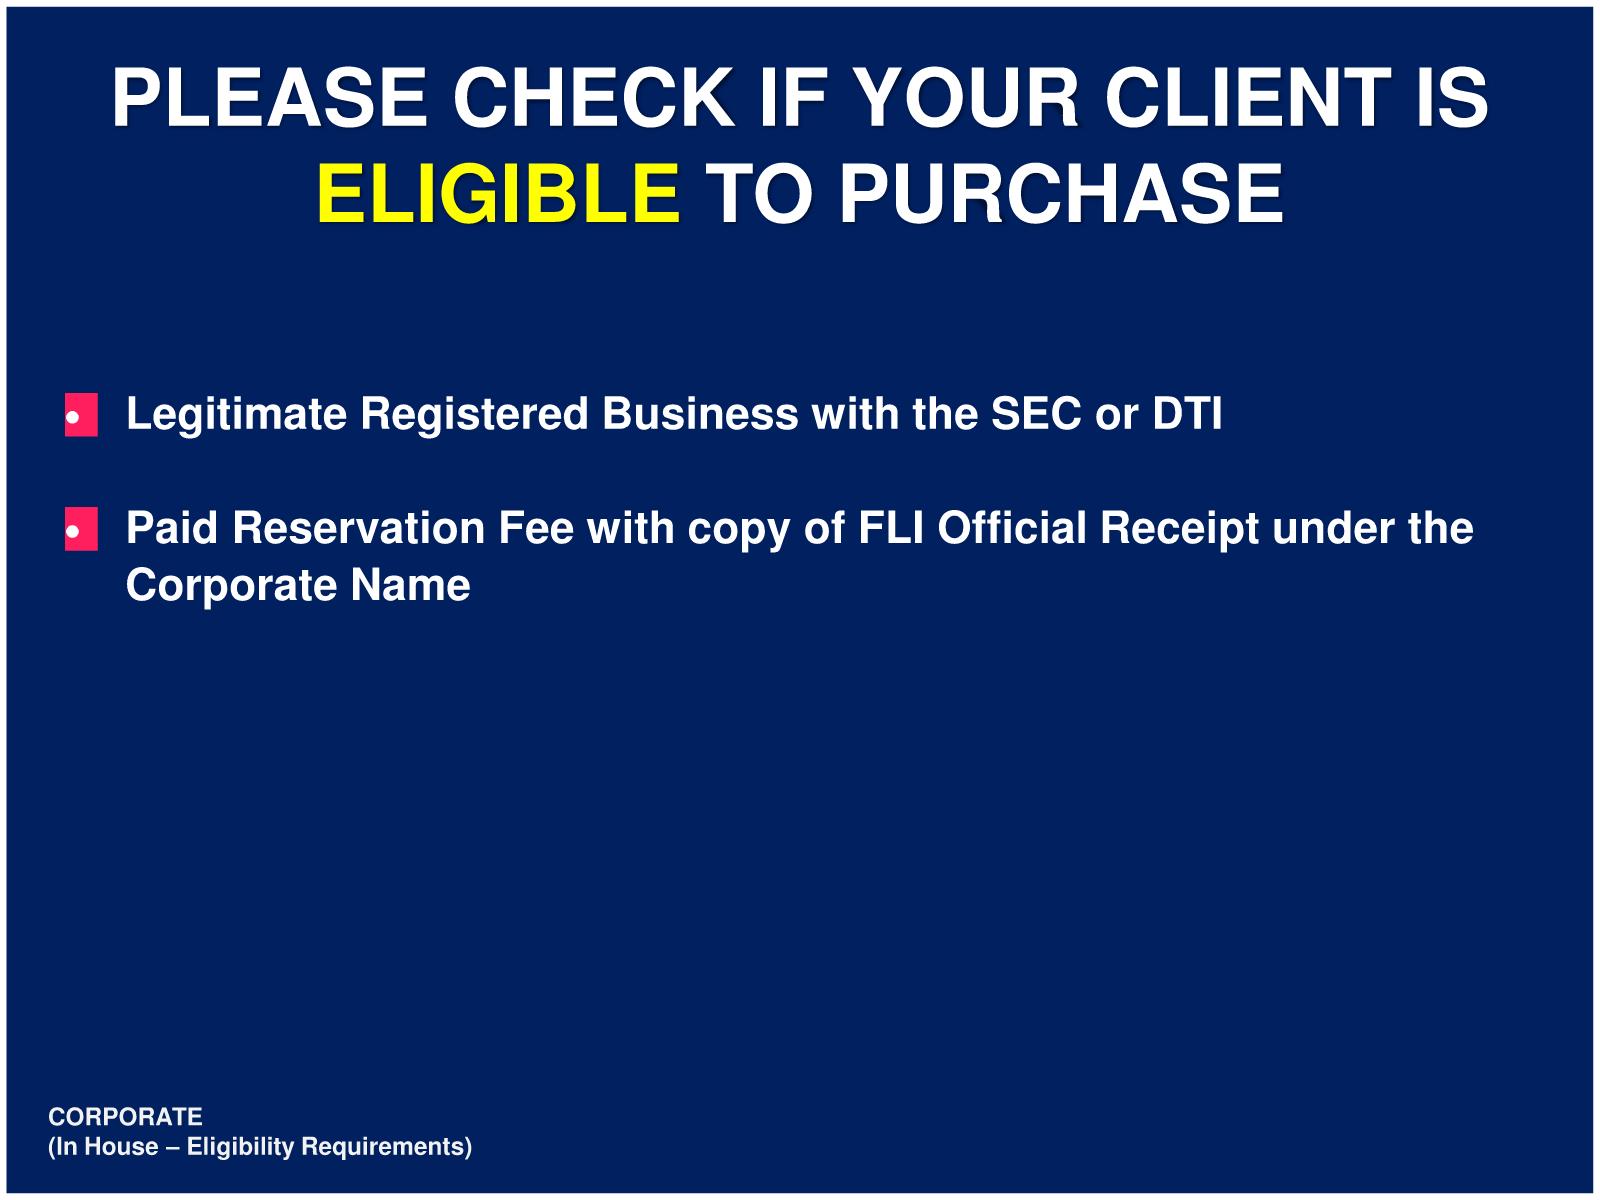 PLEASE CHECK IF YOUR CLIENT IS
ELIGIBLE TO PURCHASE
• Legitimate Registered Business with the SEC or DTI
• Paid Reservation Fee with copy of FLI Official Receipt under the
Corporate Name
CORPORATE
(In House – Eligibility Requirements)